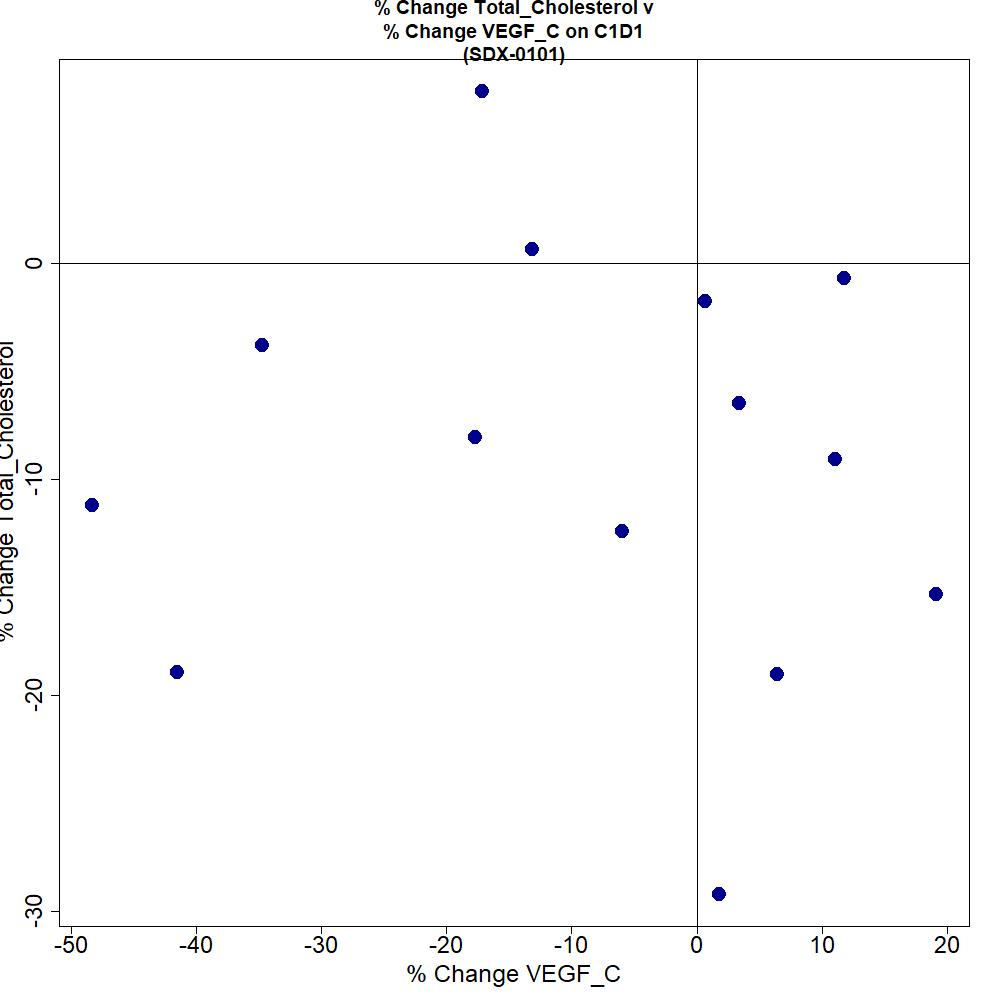 % Change Total_Cholesterol v
% Change VEGF_C on C1D1
(SDX-0101)
% Change Total_Cholesterol
0
-10
-20
-30
-50
-40
-30
-20
-10
0
10
20
% Change VEGF_C